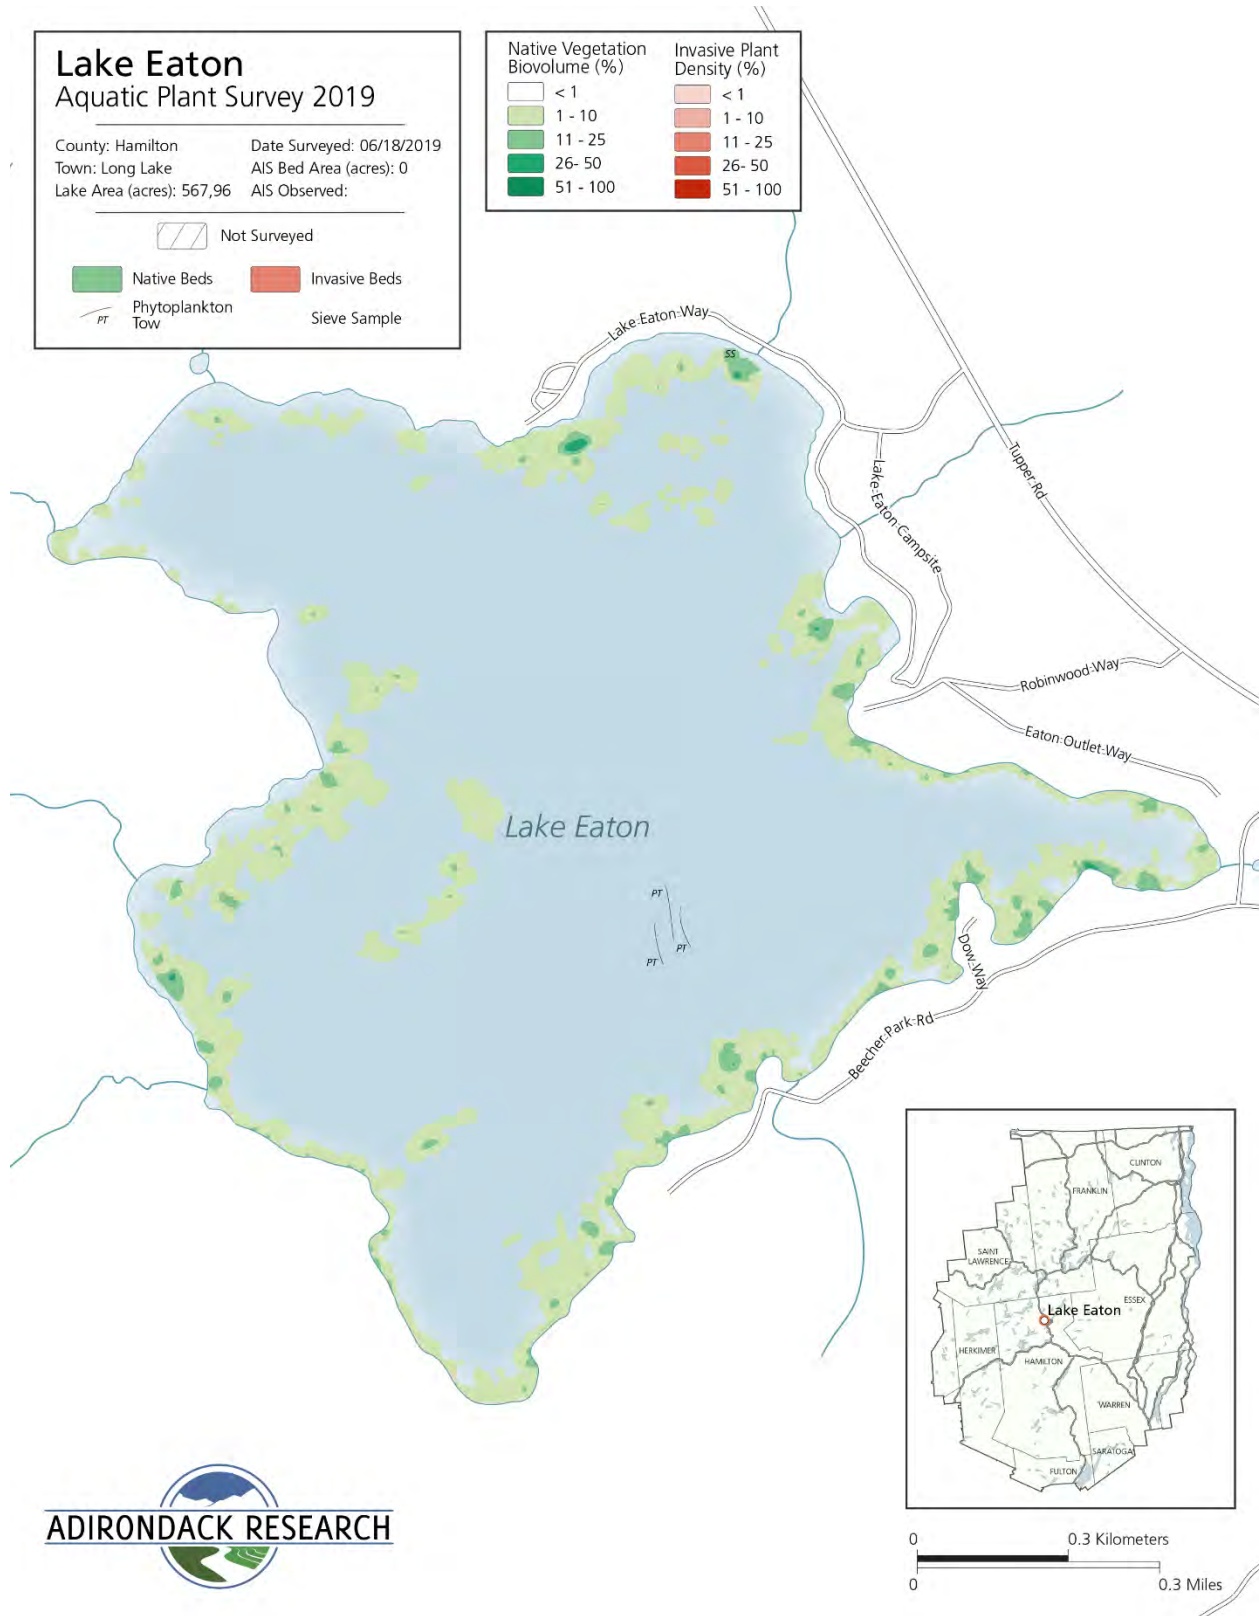 Lake Eaton
Aquatic Plant Survey 2019
County: Hamilton
Date Surveyed: 06/18/2019
Town: Long Lake
AIS Bed Area (acres): 0
Lake Area (acres): 567,96
AIS Observed:
Not Surveyed
Native Beds
Invasive Beds
PT
Phytoplankton
Tow
Sieve Sample
Native Vegetation
Biovolume (%)
< 1
1 - 10
11 - 25
26- 50
51 - 100
Invasive Plant
Density (%)
< 1
1 - 10
11 - 25
26- 50
51 - 100
Lake Eaton Way
SS
Tupper Rd
Lake Eaton Campsite
Robinwood Way
Eaton Outlet Way
Lake Eaton
PT
PT
PT
Dow Way
Beecher Park Rd
CLINTON
FRANKLIN
SAINT
LAWRENCE
ESSEX
Lake Eaton
HERKIMER
HAMILTON
WARREN
SARATOGA
FULTON
ADIRONDACK RESEARCH
0
0.3 Kilometers
0
0.3 Miles